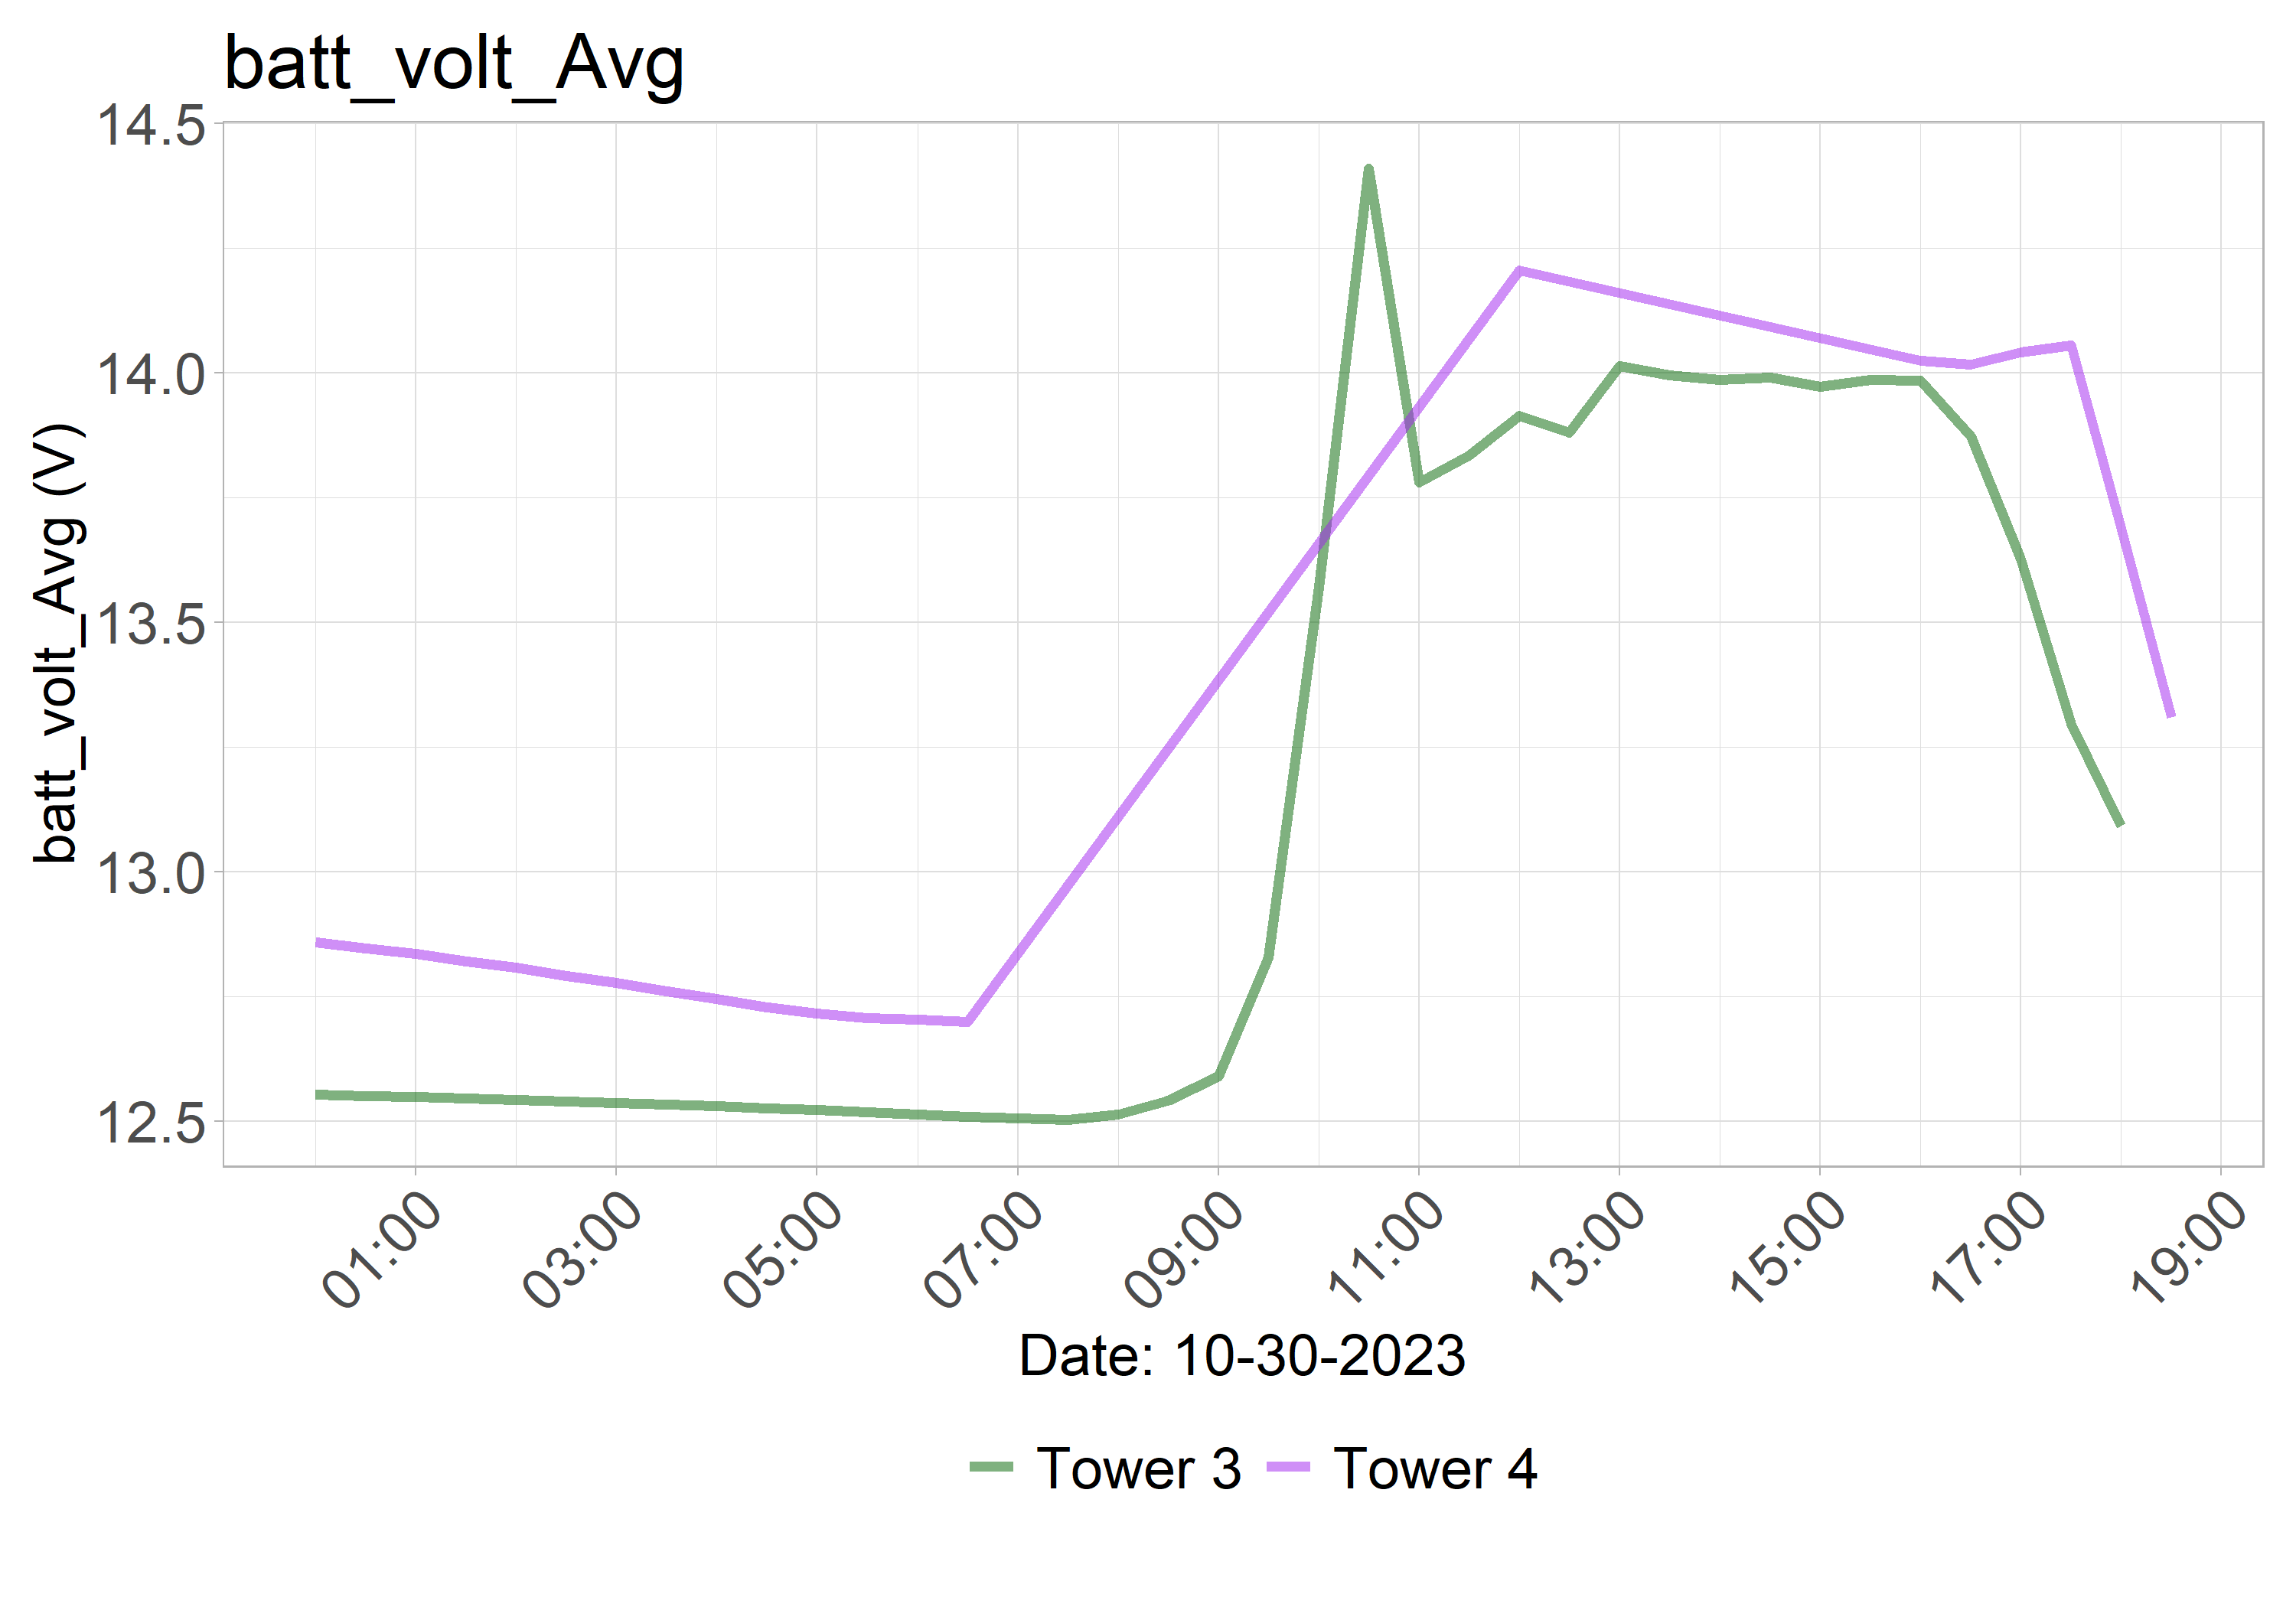 batt_volt_Avg
batt_volt_Avg (V)
14.5
14.0
13.5
13.0
12.5
01:00 03:00 05:00 07:00 09:00 11:00 13:00 15:00 17:00 19:00
Date: 10-30-2023
Tower 3 Tower 4